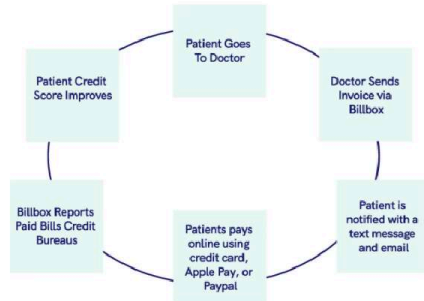 Patient Goes
To Doctor
Doctor Sends
Invoice via
Billbox
Patient is
notified with a
text message
and email
Patients pays
online using
credit card,
Apple Pay, or
Paypal
Billbox Reports
Paid Bills Credit
Bureaus
Patient Credit
Score Improves